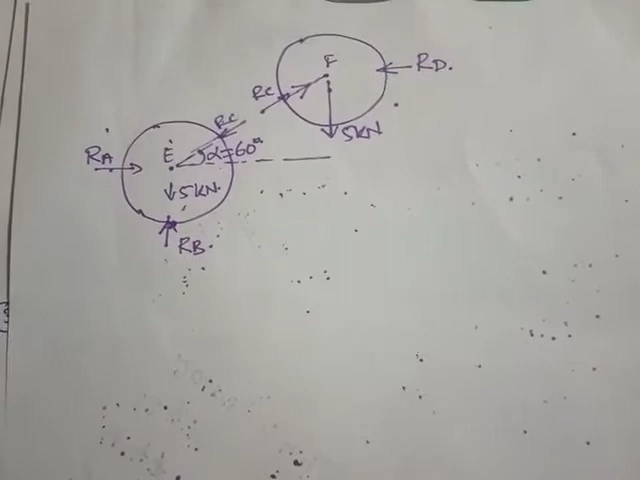 F
RD.
RC
RC
5KN
RA
E
α=60°
5KN.
RB.